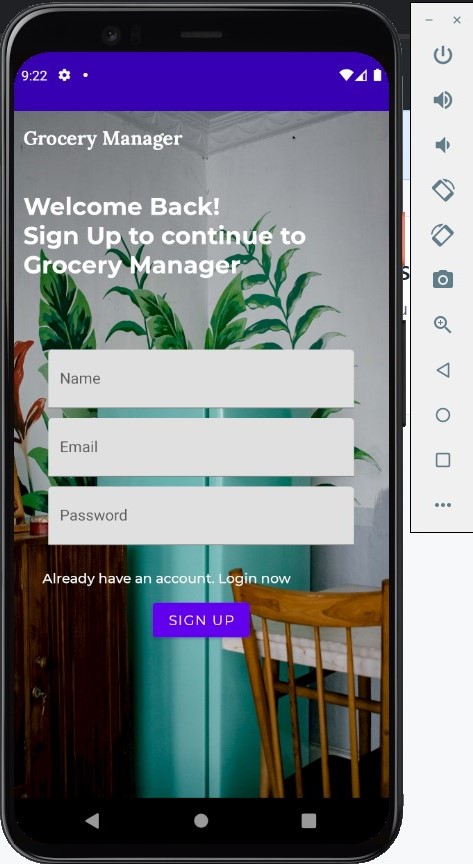 9:22
Grocery Manager
Welcome Back!
Sign Up to continue to
Grocery Manager
Name
Email
Password
Already have an account. Login now
SIGN UP